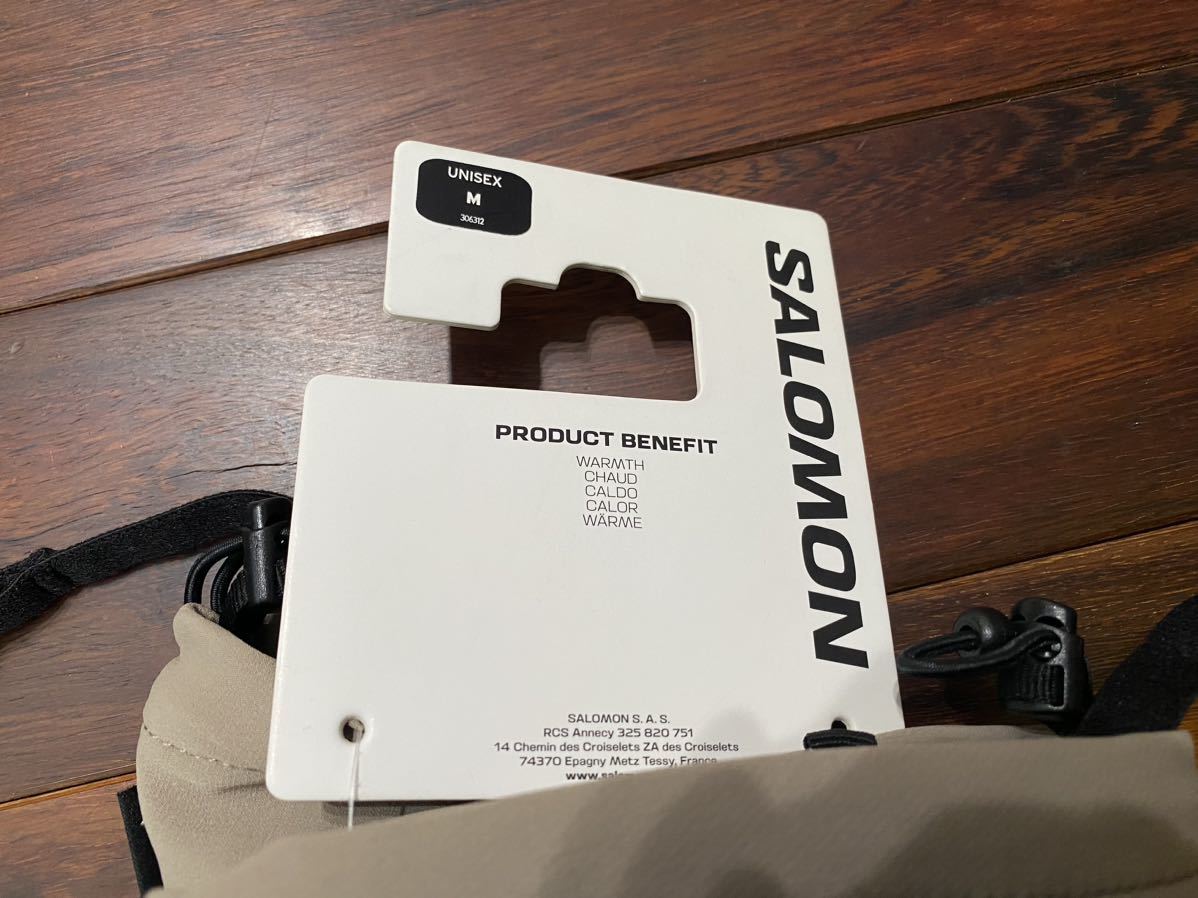 UNISEX
M
306312
SALOMON
PRODUCT BENEFIT
WARMTH
CHAUD
CALDO
CALOR
WÄRME
SALOMON S. A. S.
RCS Annecy 325 820 751
14 Chemin des Croiselets ZA des Croiselets
74370 Epagny Metz Tessy, France